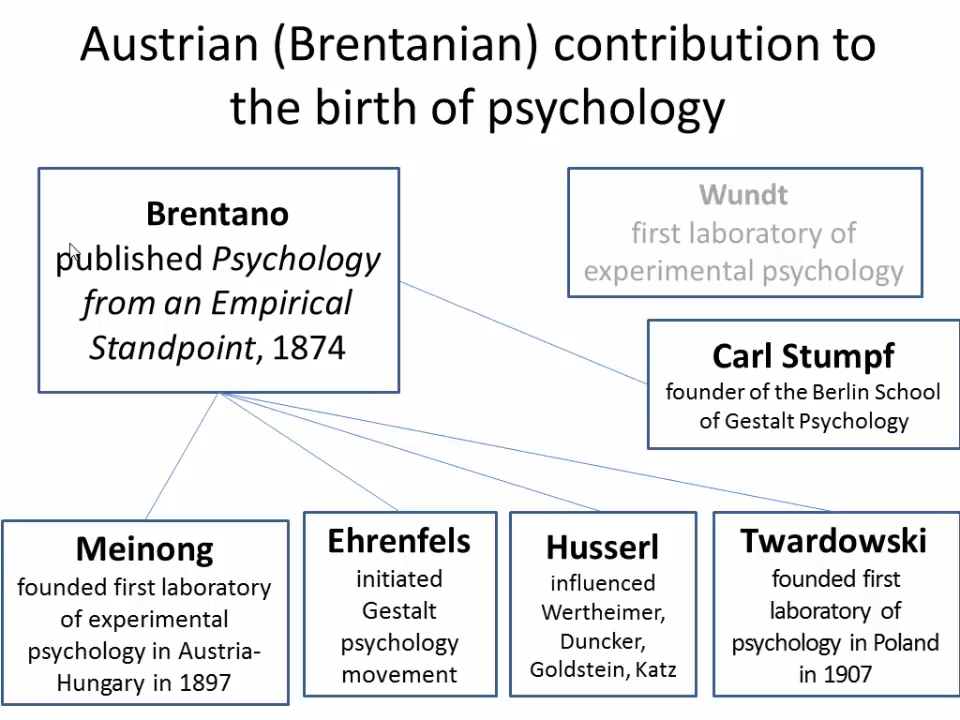 Austrian (Brentanian) contribution to
the birth of psychology
Brentano
published Psychology
from an Empirical
Standpoint, 1874
Wundt
first laboratory of
experimental psychology
Carl Stumpf
founder of the Berlin School
of Gestalt Psychology
Meinong
founded first laboratory
of experimental
psychology in Austria-
Hungary in 1897
Ehrenfels
initiated
Gestalt
psychology
movement
Husserl
influenced
Wertheimer,
Duncker,
Goldstein, Katz
Twardowski
founded first
laboratory of
psychology in Poland
in 1907